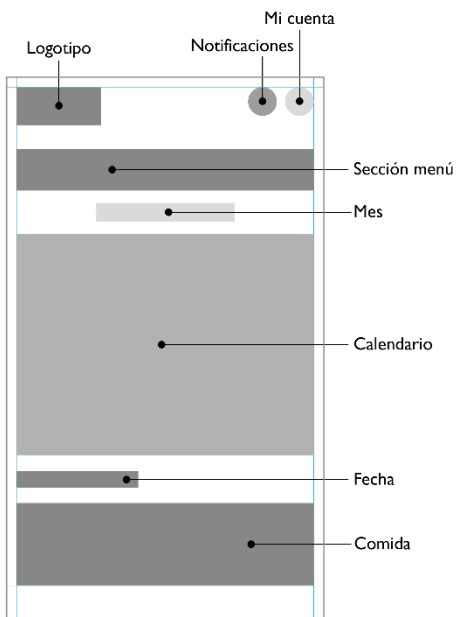 Mi cuenta
Notificaciones
Logotipo
Sección menú
Mes
Calendario
Fecha
Comida